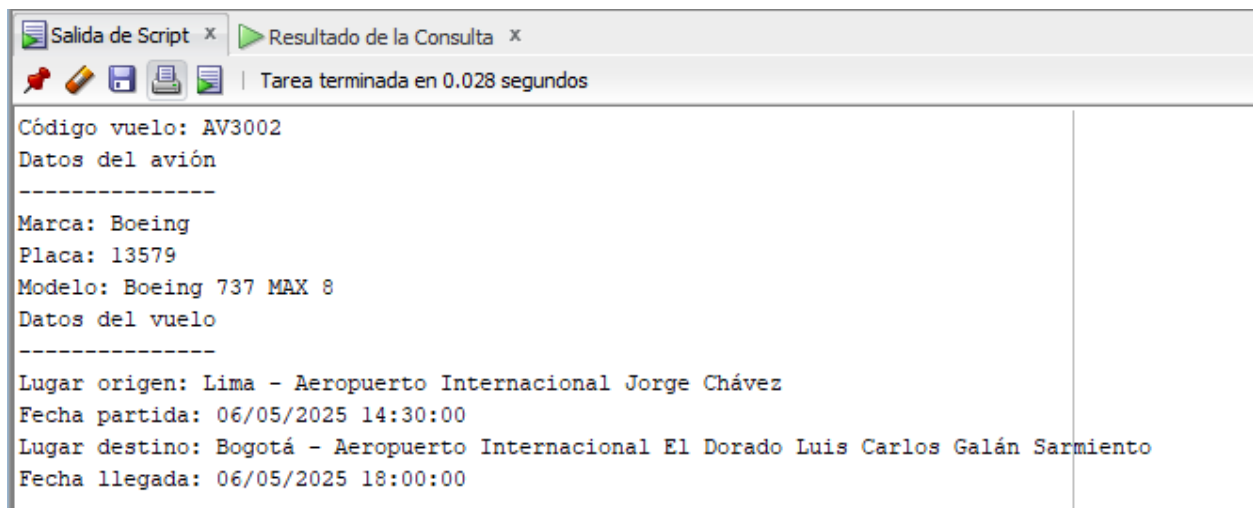 Salida de Script x Resultado de la Consulta x
Tarea terminada en 0.028 segundos
Código vuelo: AV3002
Datos del avión
---------------
Marca: Boeing
Placa: 13579
Modelo: Boeing 737 MAX 8
Datos del vuelo
---------------
Lugar origen: Lima - Aeropuerto Internacional Jorge Chávez
Fecha partida: 06/05/2025 14:30:00
Lugar destino: Bogotá - Aeropuerto Internacional El Dorado Luis Carlos Galán Sarmiento
Fecha llegada: 06/05/2025 18:00:00